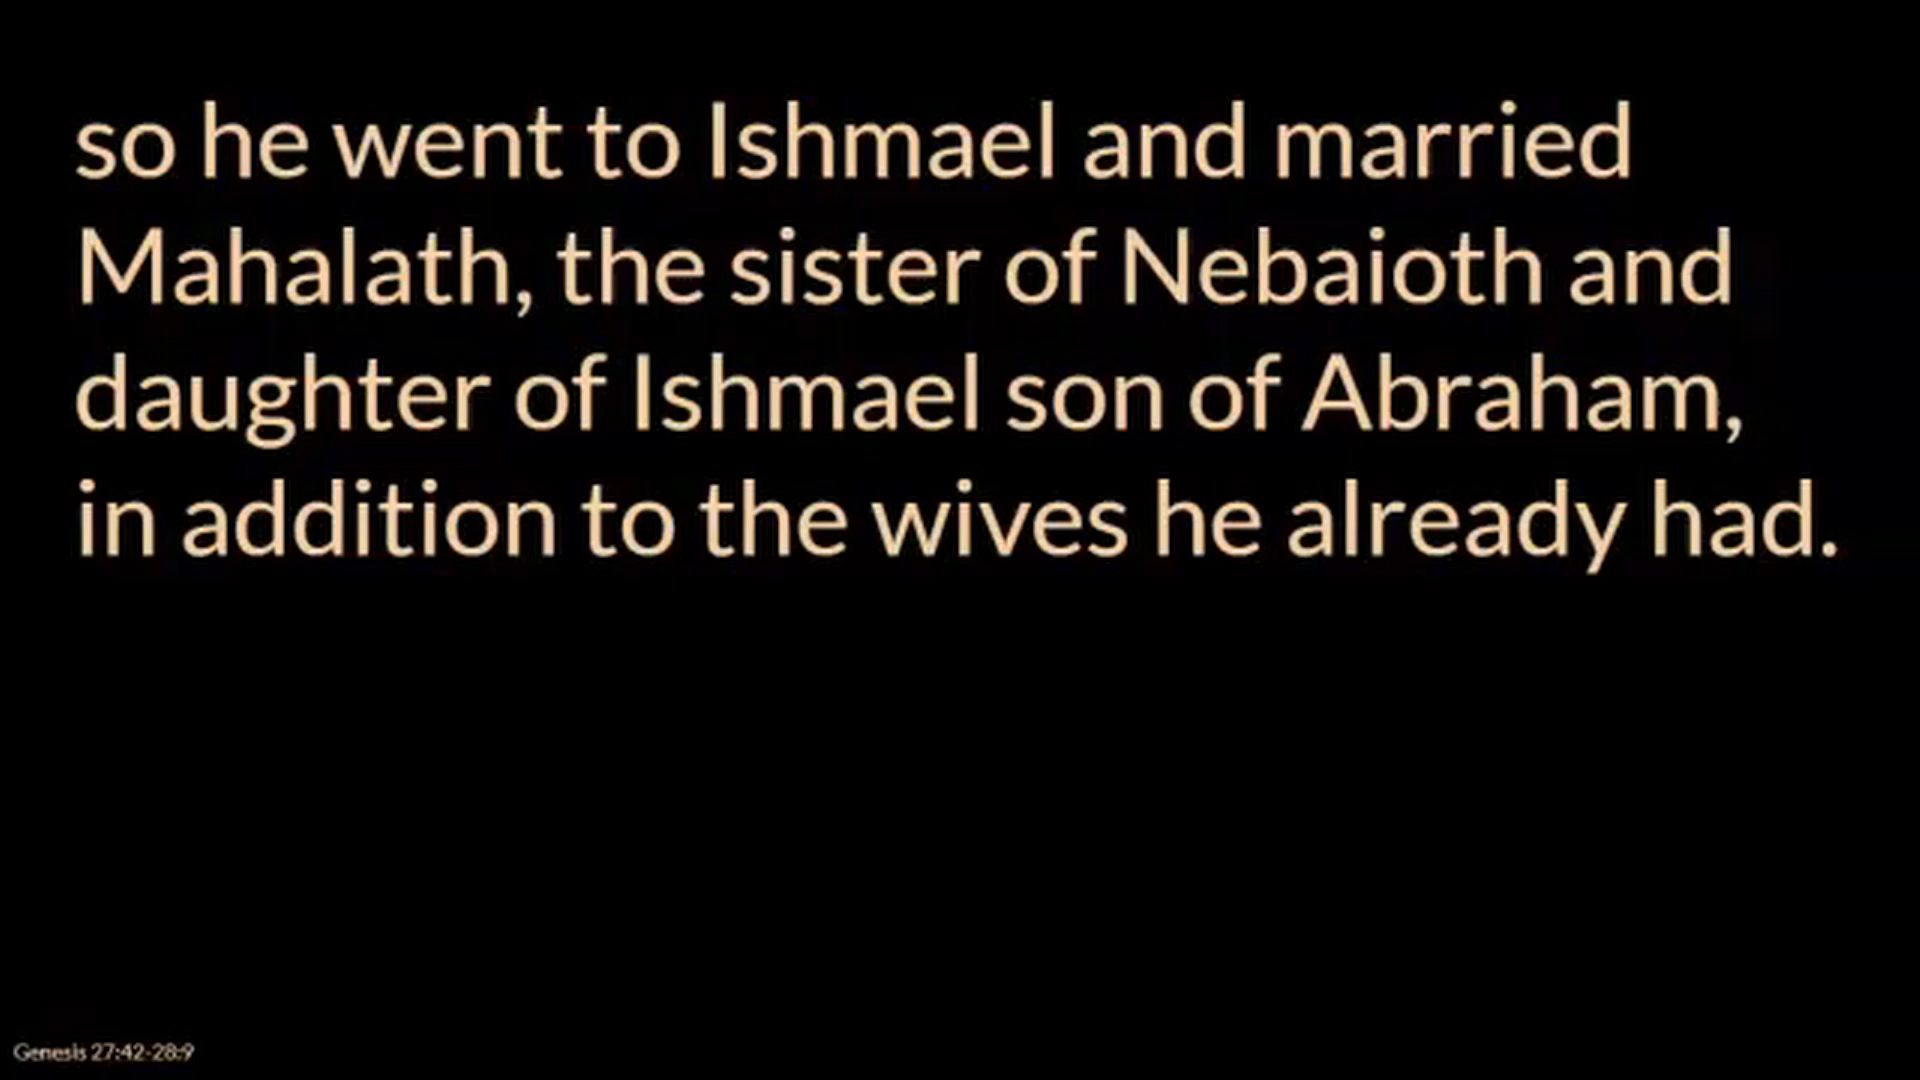 so he went to Ishmael and married
Mahalath, the sister of Nebaioth and
daughter of Ishmael son of Abraham,
in addition to the wives he already had.
Genesis 27:42-28:9